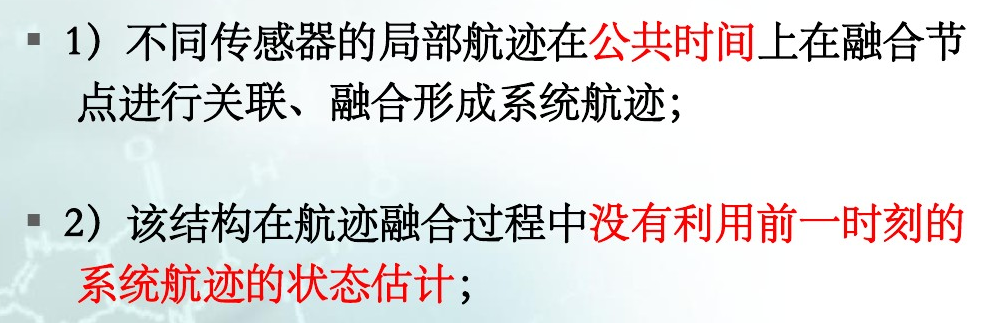 ▪ 1）不同传感器的局部航迹在公共时间上在融合节
点进行关联、融合形成系统航迹；
▪ 2）该结构在航迹融合过程中没有利用前一时刻的
系统航迹的状态估计；